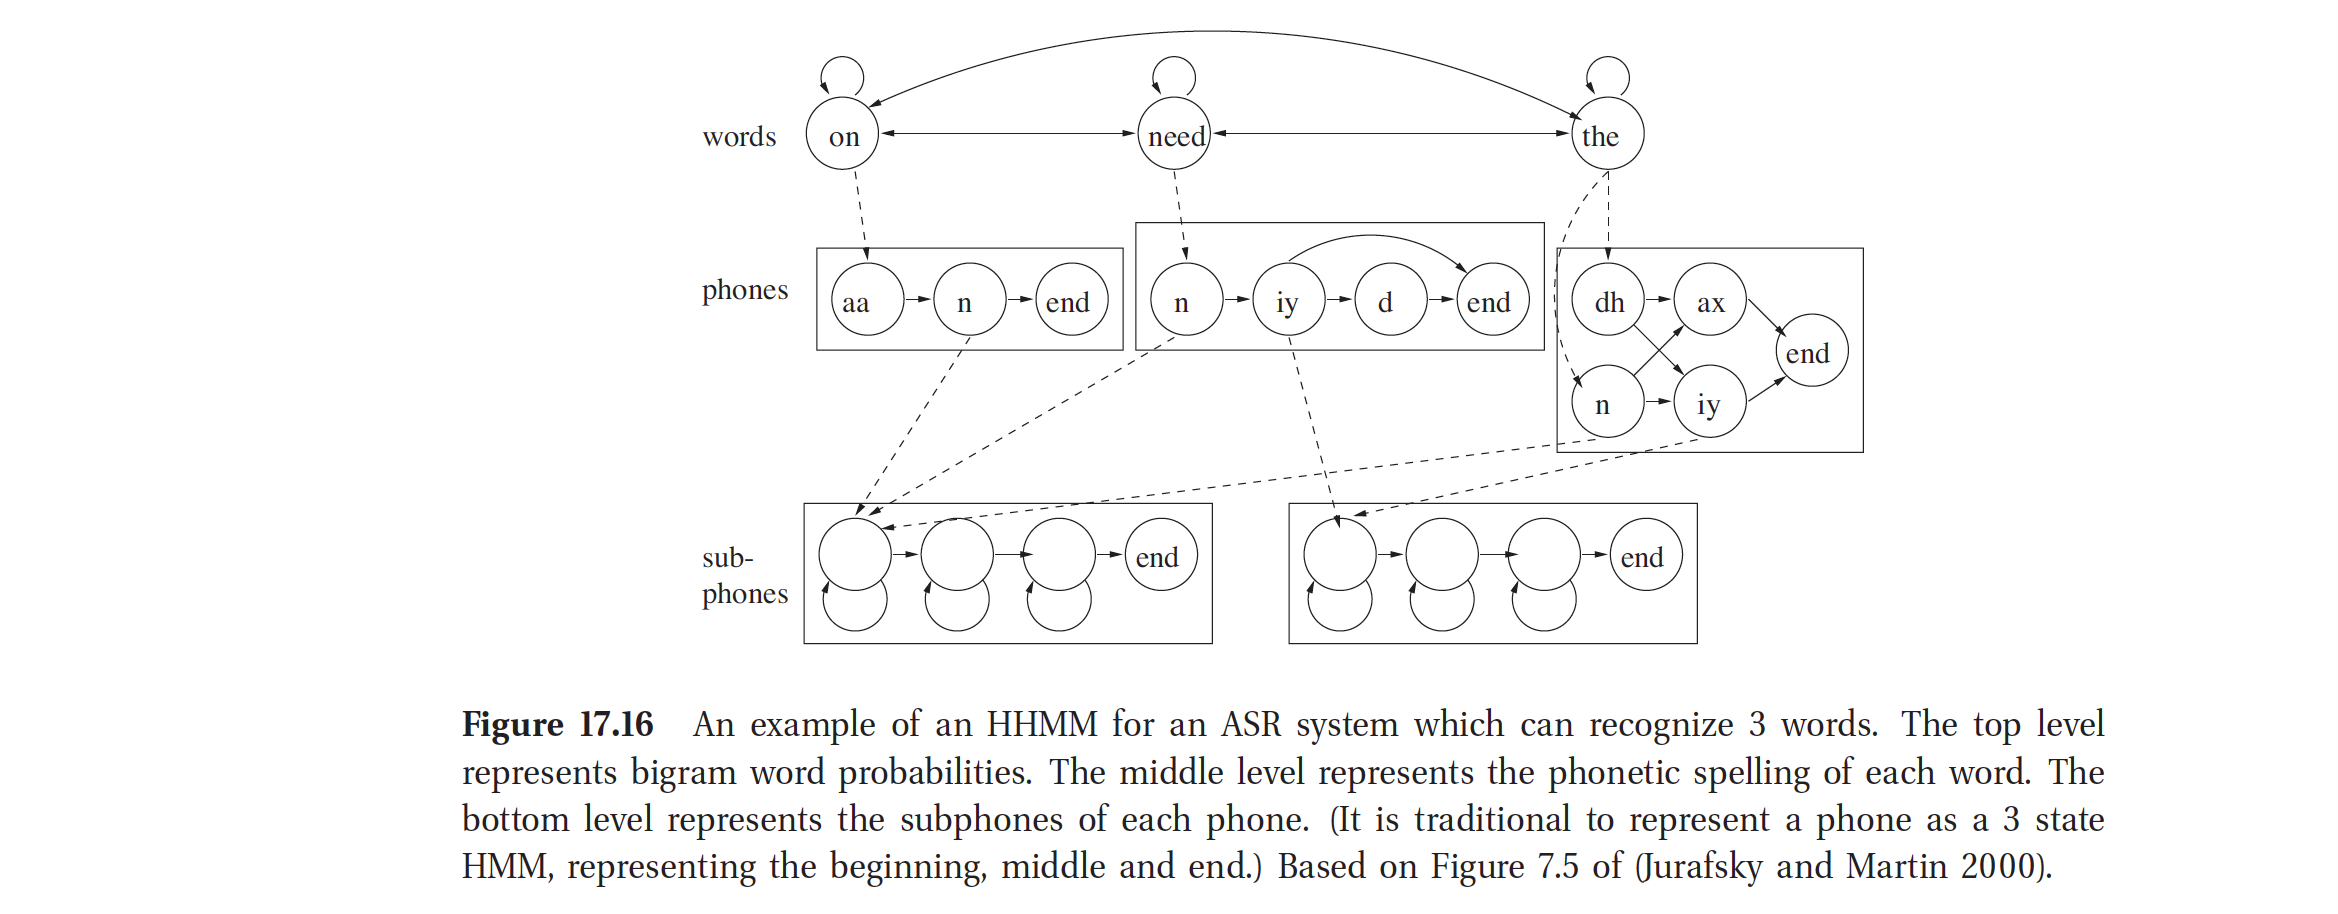 words on need the
phones aa n end n iy d end dh ax end
n iy
sub- end end
phones
Figure 17.16 An example of an HHMM for an ASR system which can recognize 3 words. The top level
represents bigram word probabilities. The middle level represents the phonetic spelling of each word. The
bottom level represents the subphones of each phone. (It is traditional to represent a phone as a 3 state
HMM, representing the beginning, middle and end.) Based on Figure 7.5 of (Jurafsky and Martin 2000).